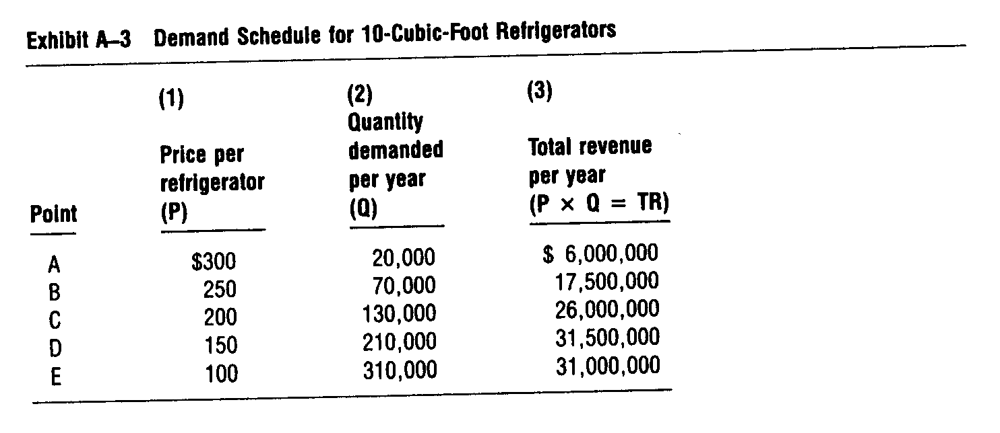 Exhibit A–3 Demand Schedule for 10-Cubic-Foot Refrigerators
(1) (2) (3)
Quantity
Price per demanded Total revenue
refrigerator per year per year
Point (P) (Q) (P × Q = TR)
A $300 20,000 $ 6,000,000
B 250 70,000 17,500,000
C 200 130,000 26,000,000
D 150 210,000 31,500,000
E 100 310,000 31,000,000